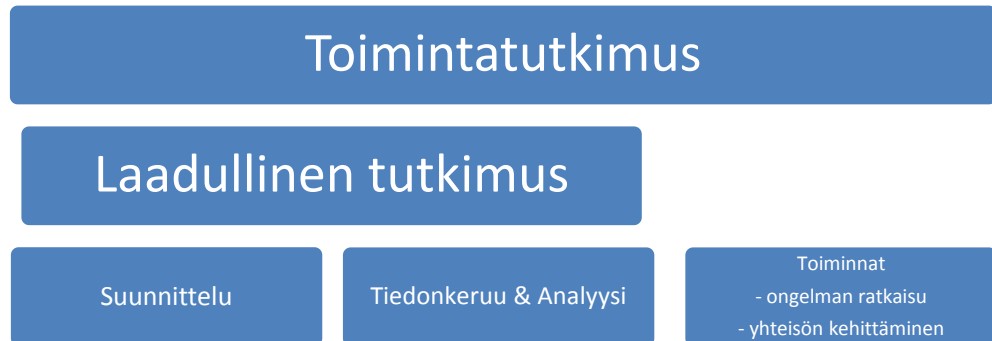 Toimintatutkimus
Laadullinen tutkimus
Suunnittelu
Tiedonkeruu & Analyysi
Toiminnat
- ongelman ratkaisu
- yhteisön kehittäminen